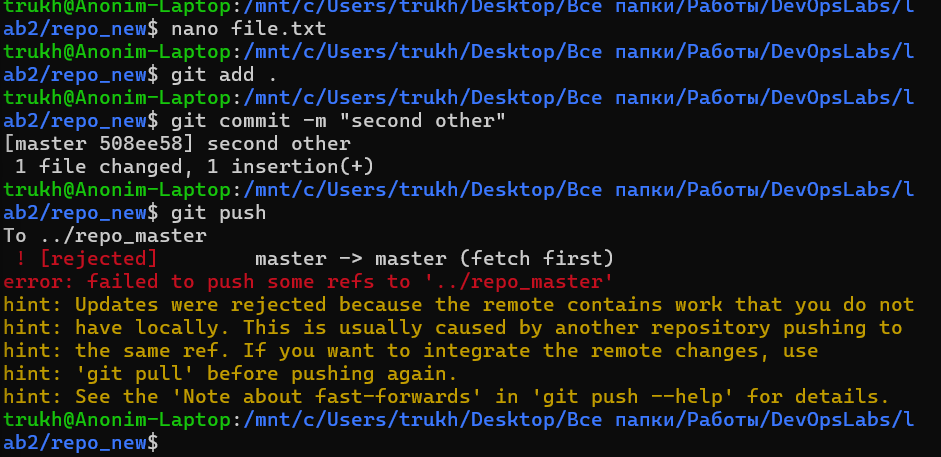 trukh@Anonim-Laptop:/mnt/c/Users/trukh/Desktop/Все папки/Работы/DevOpsLabs/l
ab2/repo_new$ nano file.txt
trukh@Anonim-Laptop:/mnt/c/Users/trukh/Desktop/Все папки/Работы/DevOpsLabs/l
ab2/repo_new$ git add .
trukh@Anonim-Laptop:/mnt/c/Users/trukh/Desktop/Все папки/Работы/DevOpsLabs/l
ab2/repo_new$ git commit -m "second other"
[master 508ee58] second other
 1 file changed, 1 insertion(+)
trukh@Anonim-Laptop:/mnt/c/Users/trukh/Desktop/Все папки/Работы/DevOpsLabs/l
ab2/repo_new$ git push
To ../repo_master
 ! [rejected]        master -> master (fetch first)
error: failed to push some refs to '../repo_master'
hint: Updates were rejected because the remote contains work that you do not
hint: have locally. This is usually caused by another repository pushing to
hint: the same ref. If you want to integrate the remote changes, use
hint: 'git pull' before pushing again.
hint: See the 'Note about fast-forwards' in 'git push --help' for details.
trukh@Anonim-Laptop:/mnt/c/Users/trukh/Desktop/Все папки/Работы/DevOpsLabs/l
ab2/repo_new$